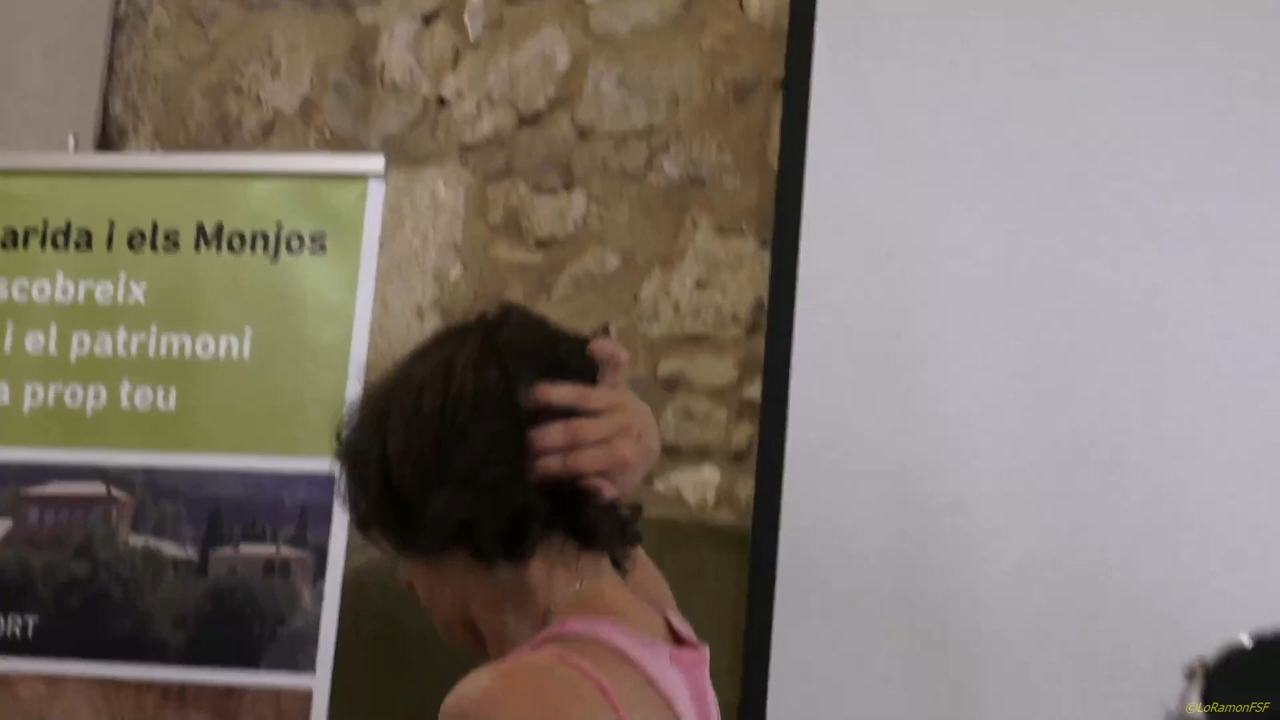 arida i els Monjos
scobreix
i el patrimoni
a prop teu
ORT
©LoRamonFSF